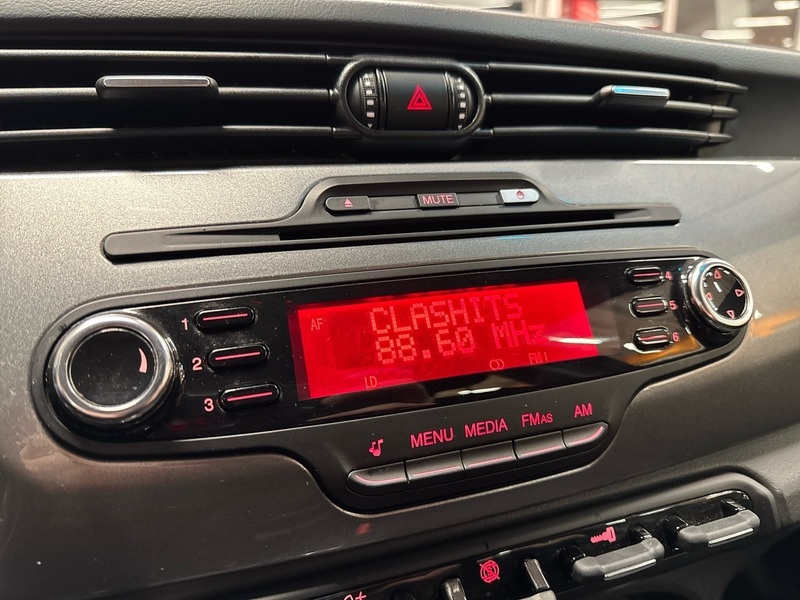 MUTE
1
2
3
AF
CLASHITS
88.60 MHz
LD
4
5
6
MENU
MEDIA
FMAS
AM